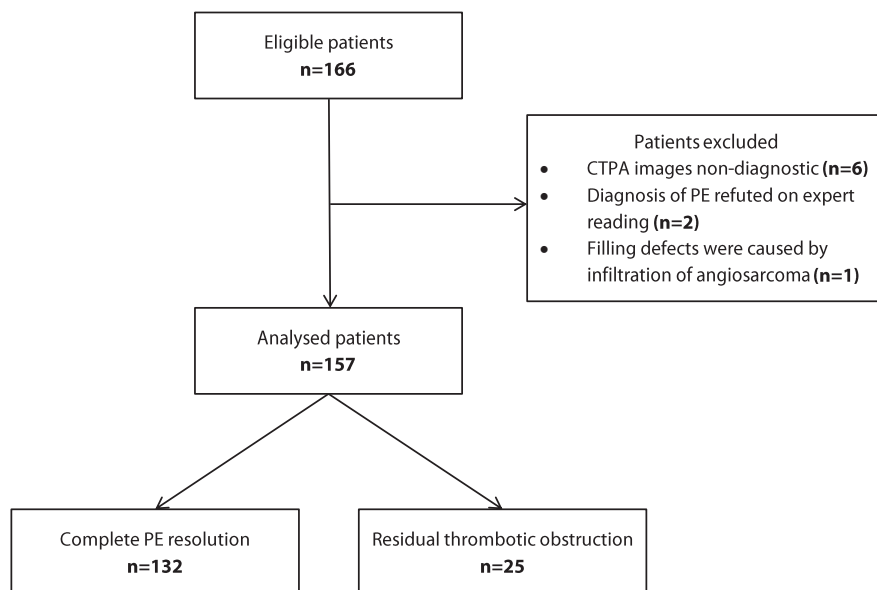 Eligible patients
n=166
Patients excluded
• CTPA images non-diagnostic (n=6)
• Diagnosis of PE refuted on expert
reading (n=2)
• Filling defects were caused by
infiltration of angiosarcoma (n=1)
Analysed patients
n=157
Complete PE resolution
n=132
Residual thrombotic obstruction
n=25